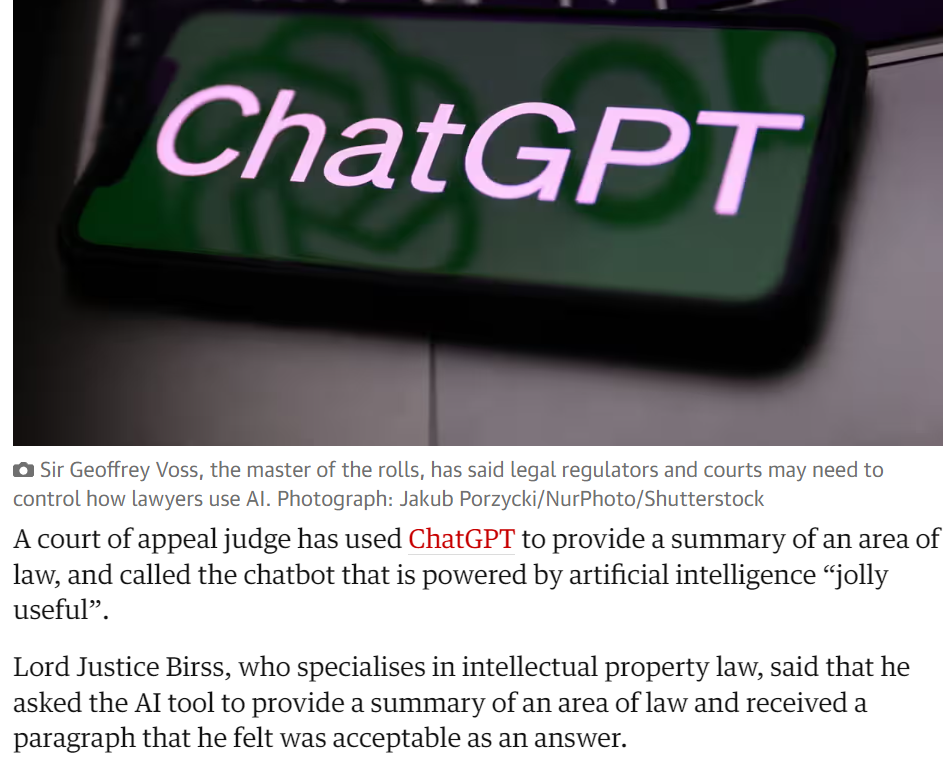 ChatGPT
Sir Geoffrey Voss, the master of the rolls, has said legal regulators and courts may need to
control how lawyers use AI. Photograph: Jakub Porzycki/NurPhoto/Shutterstock
A court of appeal judge has used ChatGPT to provide a summary of an area of
law, and called the chatbot that is powered by artificial intelligence “jolly
useful”.
Lord Justice Birss, who specialises in intellectual property law, said that he
asked the AI tool to provide a summary of an area of law and received a
paragraph that he felt was acceptable as an answer.